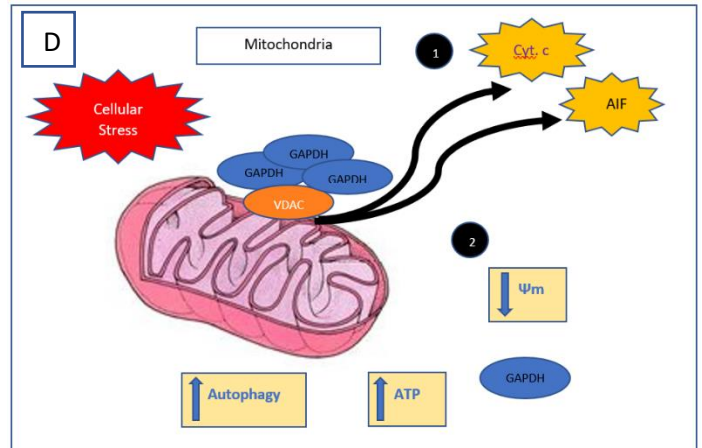 D
Mitochondria
1
Cyt. c
AIF
Cellular
Stress
GAPDH
GAPDH
GAPDH
VDAC
2
Ψm
GAPDH
Autophagy
ATP